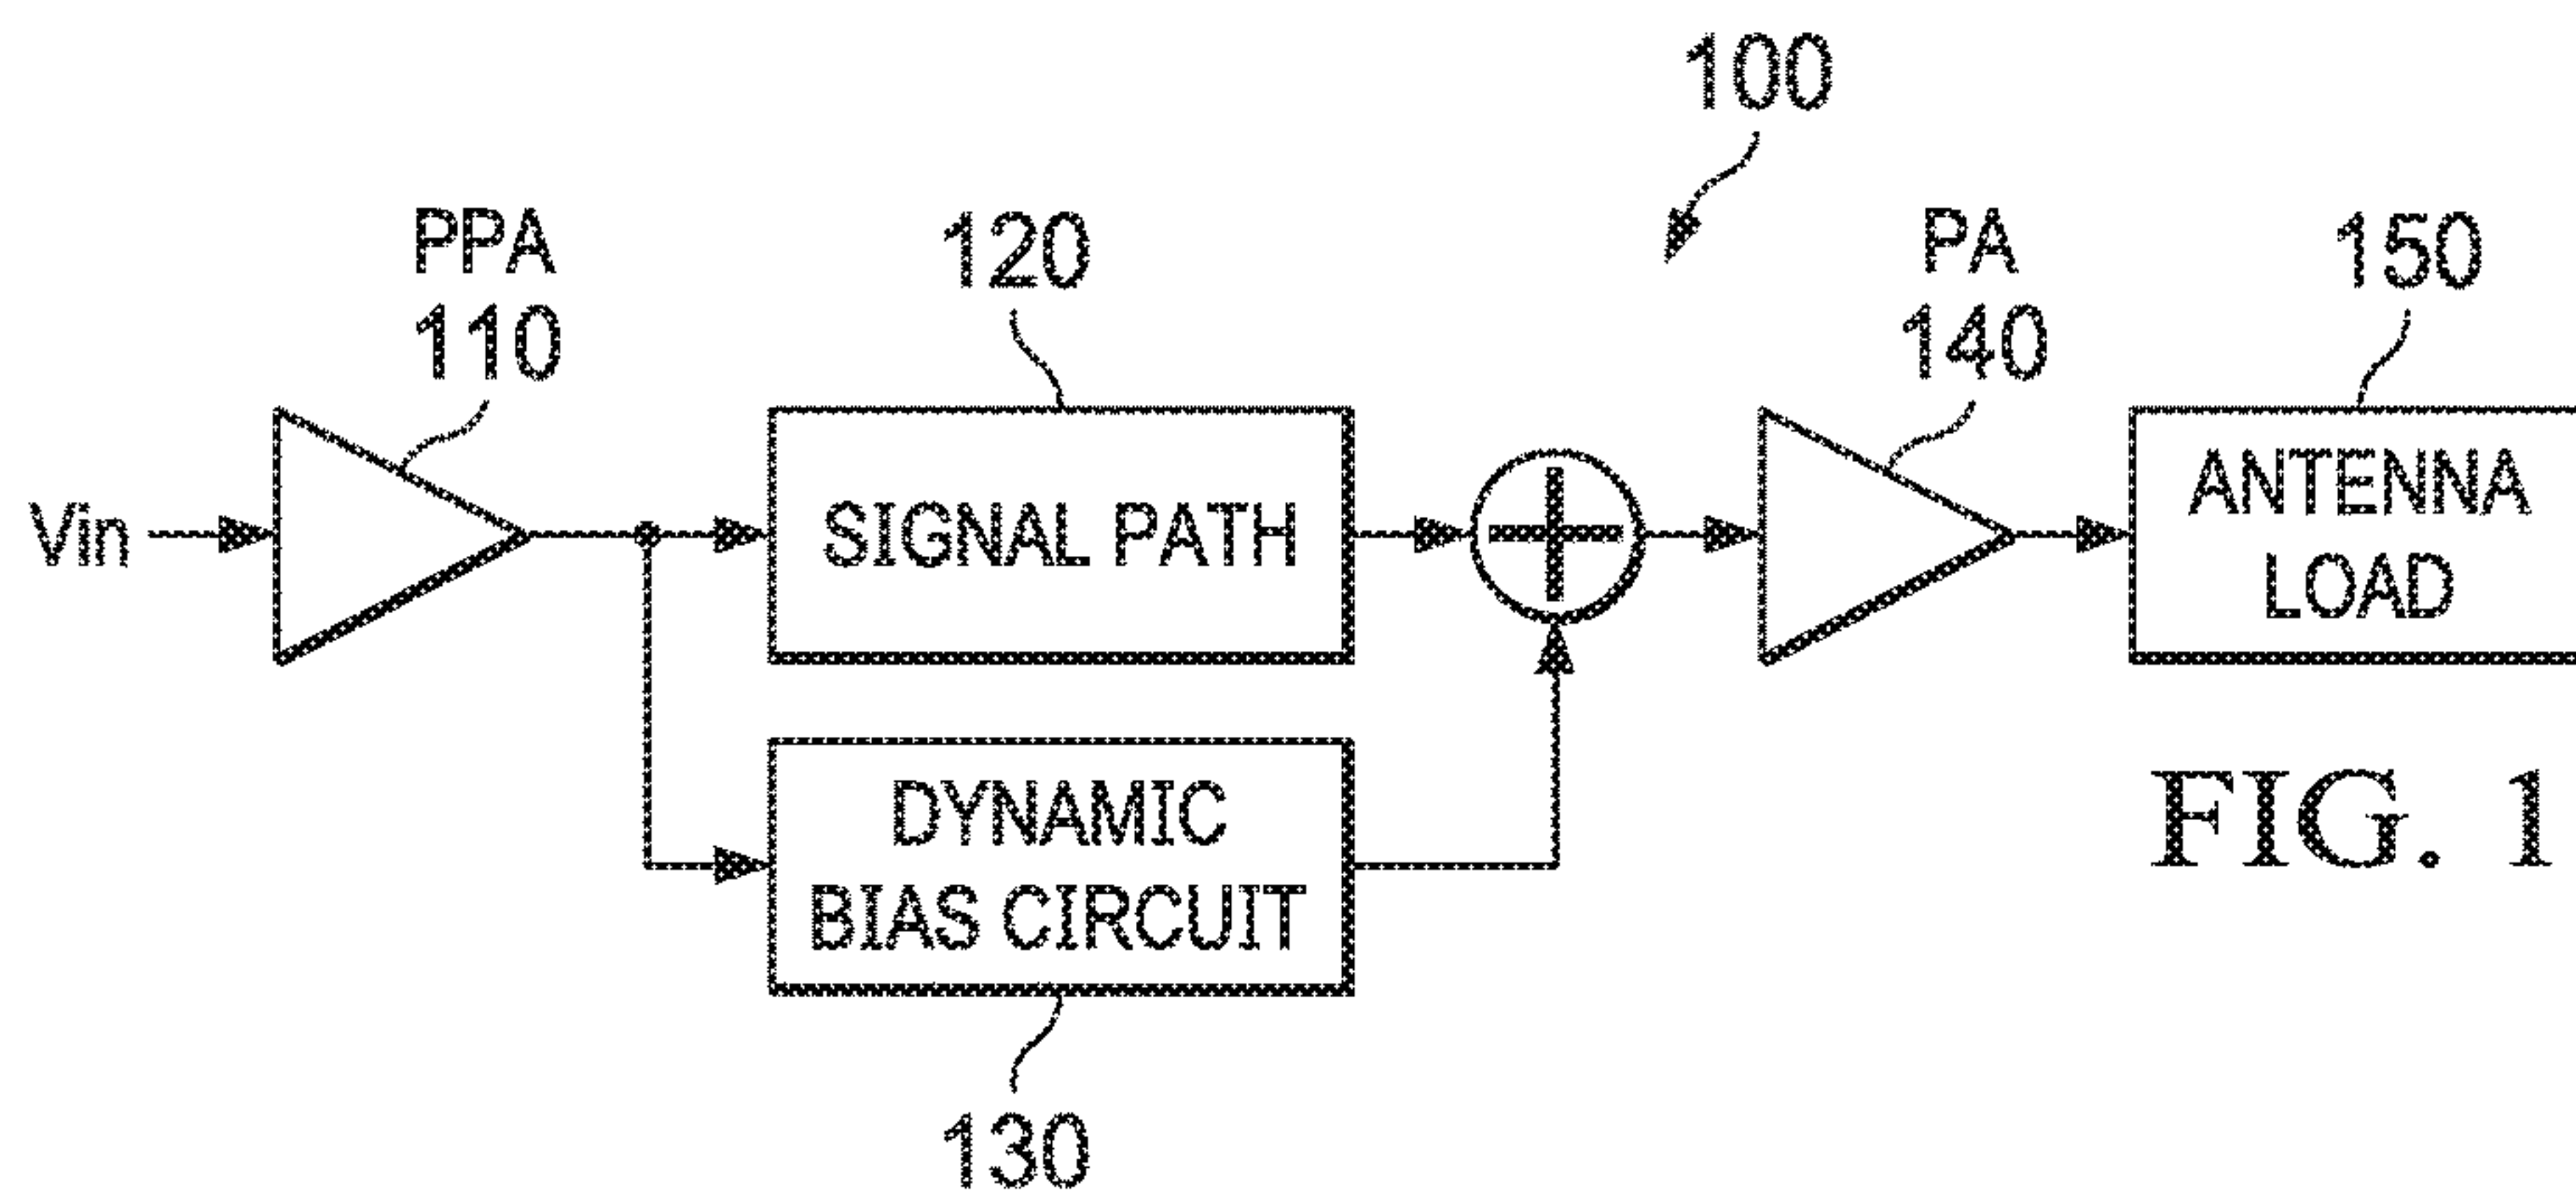 100
PPA
110
120
PA
140
150
Vin
SIGNAL PATH
ANTENNA
LOAD
DYNAMIC
BIAS CIRCUIT
130
FIG. 1